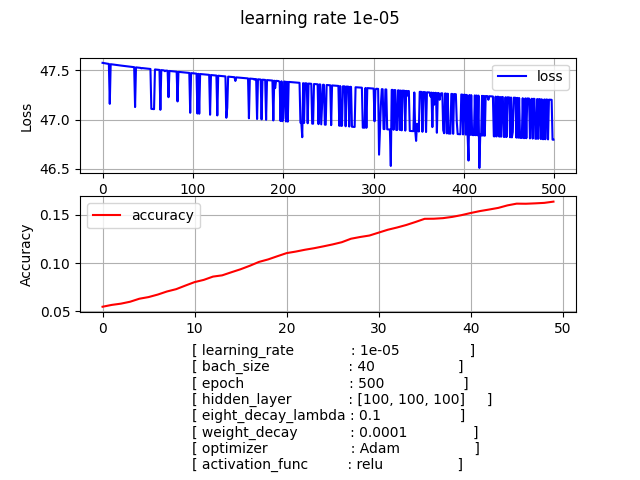 learning rate 1e-05
47.5
47.0
46.5
Loss
loss
0 100 200 300 400 500
0.15
0.10
0.05
Accuracy
accuracy
0 10 20 30 40 50
[ learning_rate : 1e-05 ]
[ bach_size : 40 ]
[ epoch : 500 ]
[ hidden_layer : [100, 100, 100] ]
[ eight_decay_lambda : 0.1 ]
[ weight_decay : 0.0001 ]
[ optimizer : Adam ]
[ activation_func : relu ]